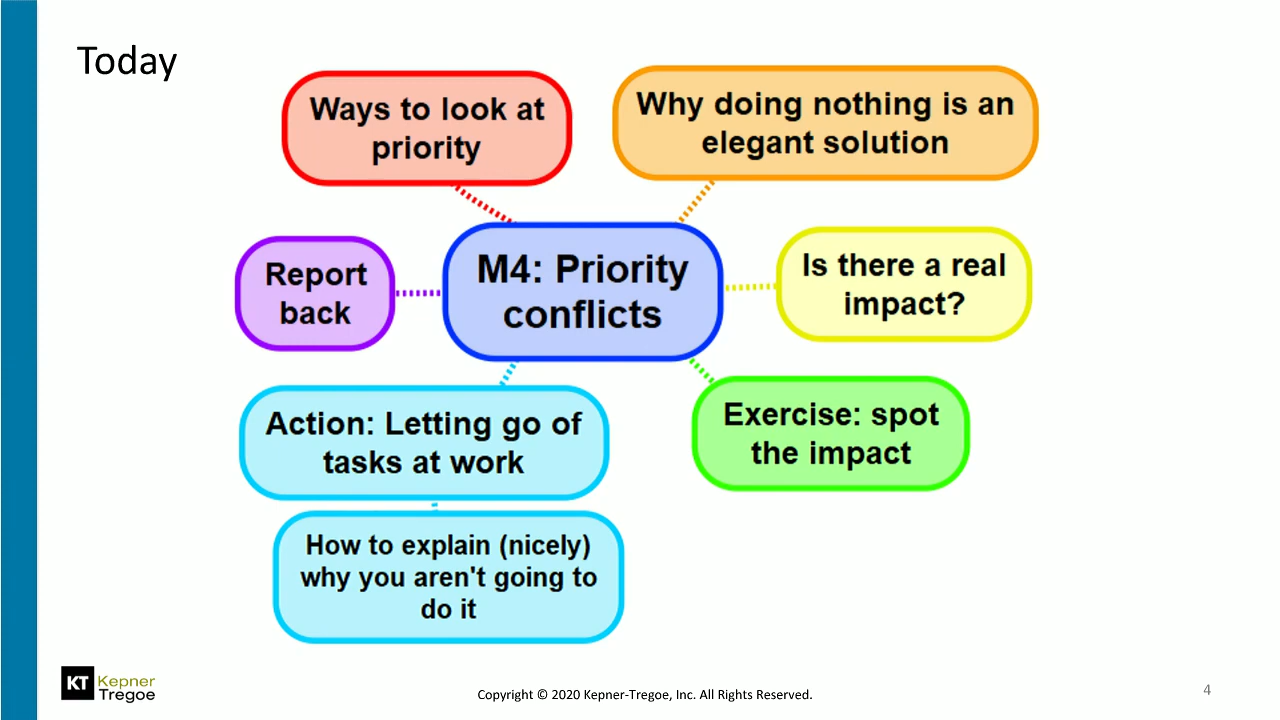 Today
Ways to look at
priority
Why doing nothing is an
elegant solution
Report
back
M4: Priority
conflicts
Is there a real
impact?
Action: Letting go of
tasks at work
Exercise: spot
the impact
How to explain (nicely)
why you aren't going to
do it
KT Kepner
Tregoe
Copyright © 2020 Kepner-Tregoe, Inc. All Rights Reserved.
4